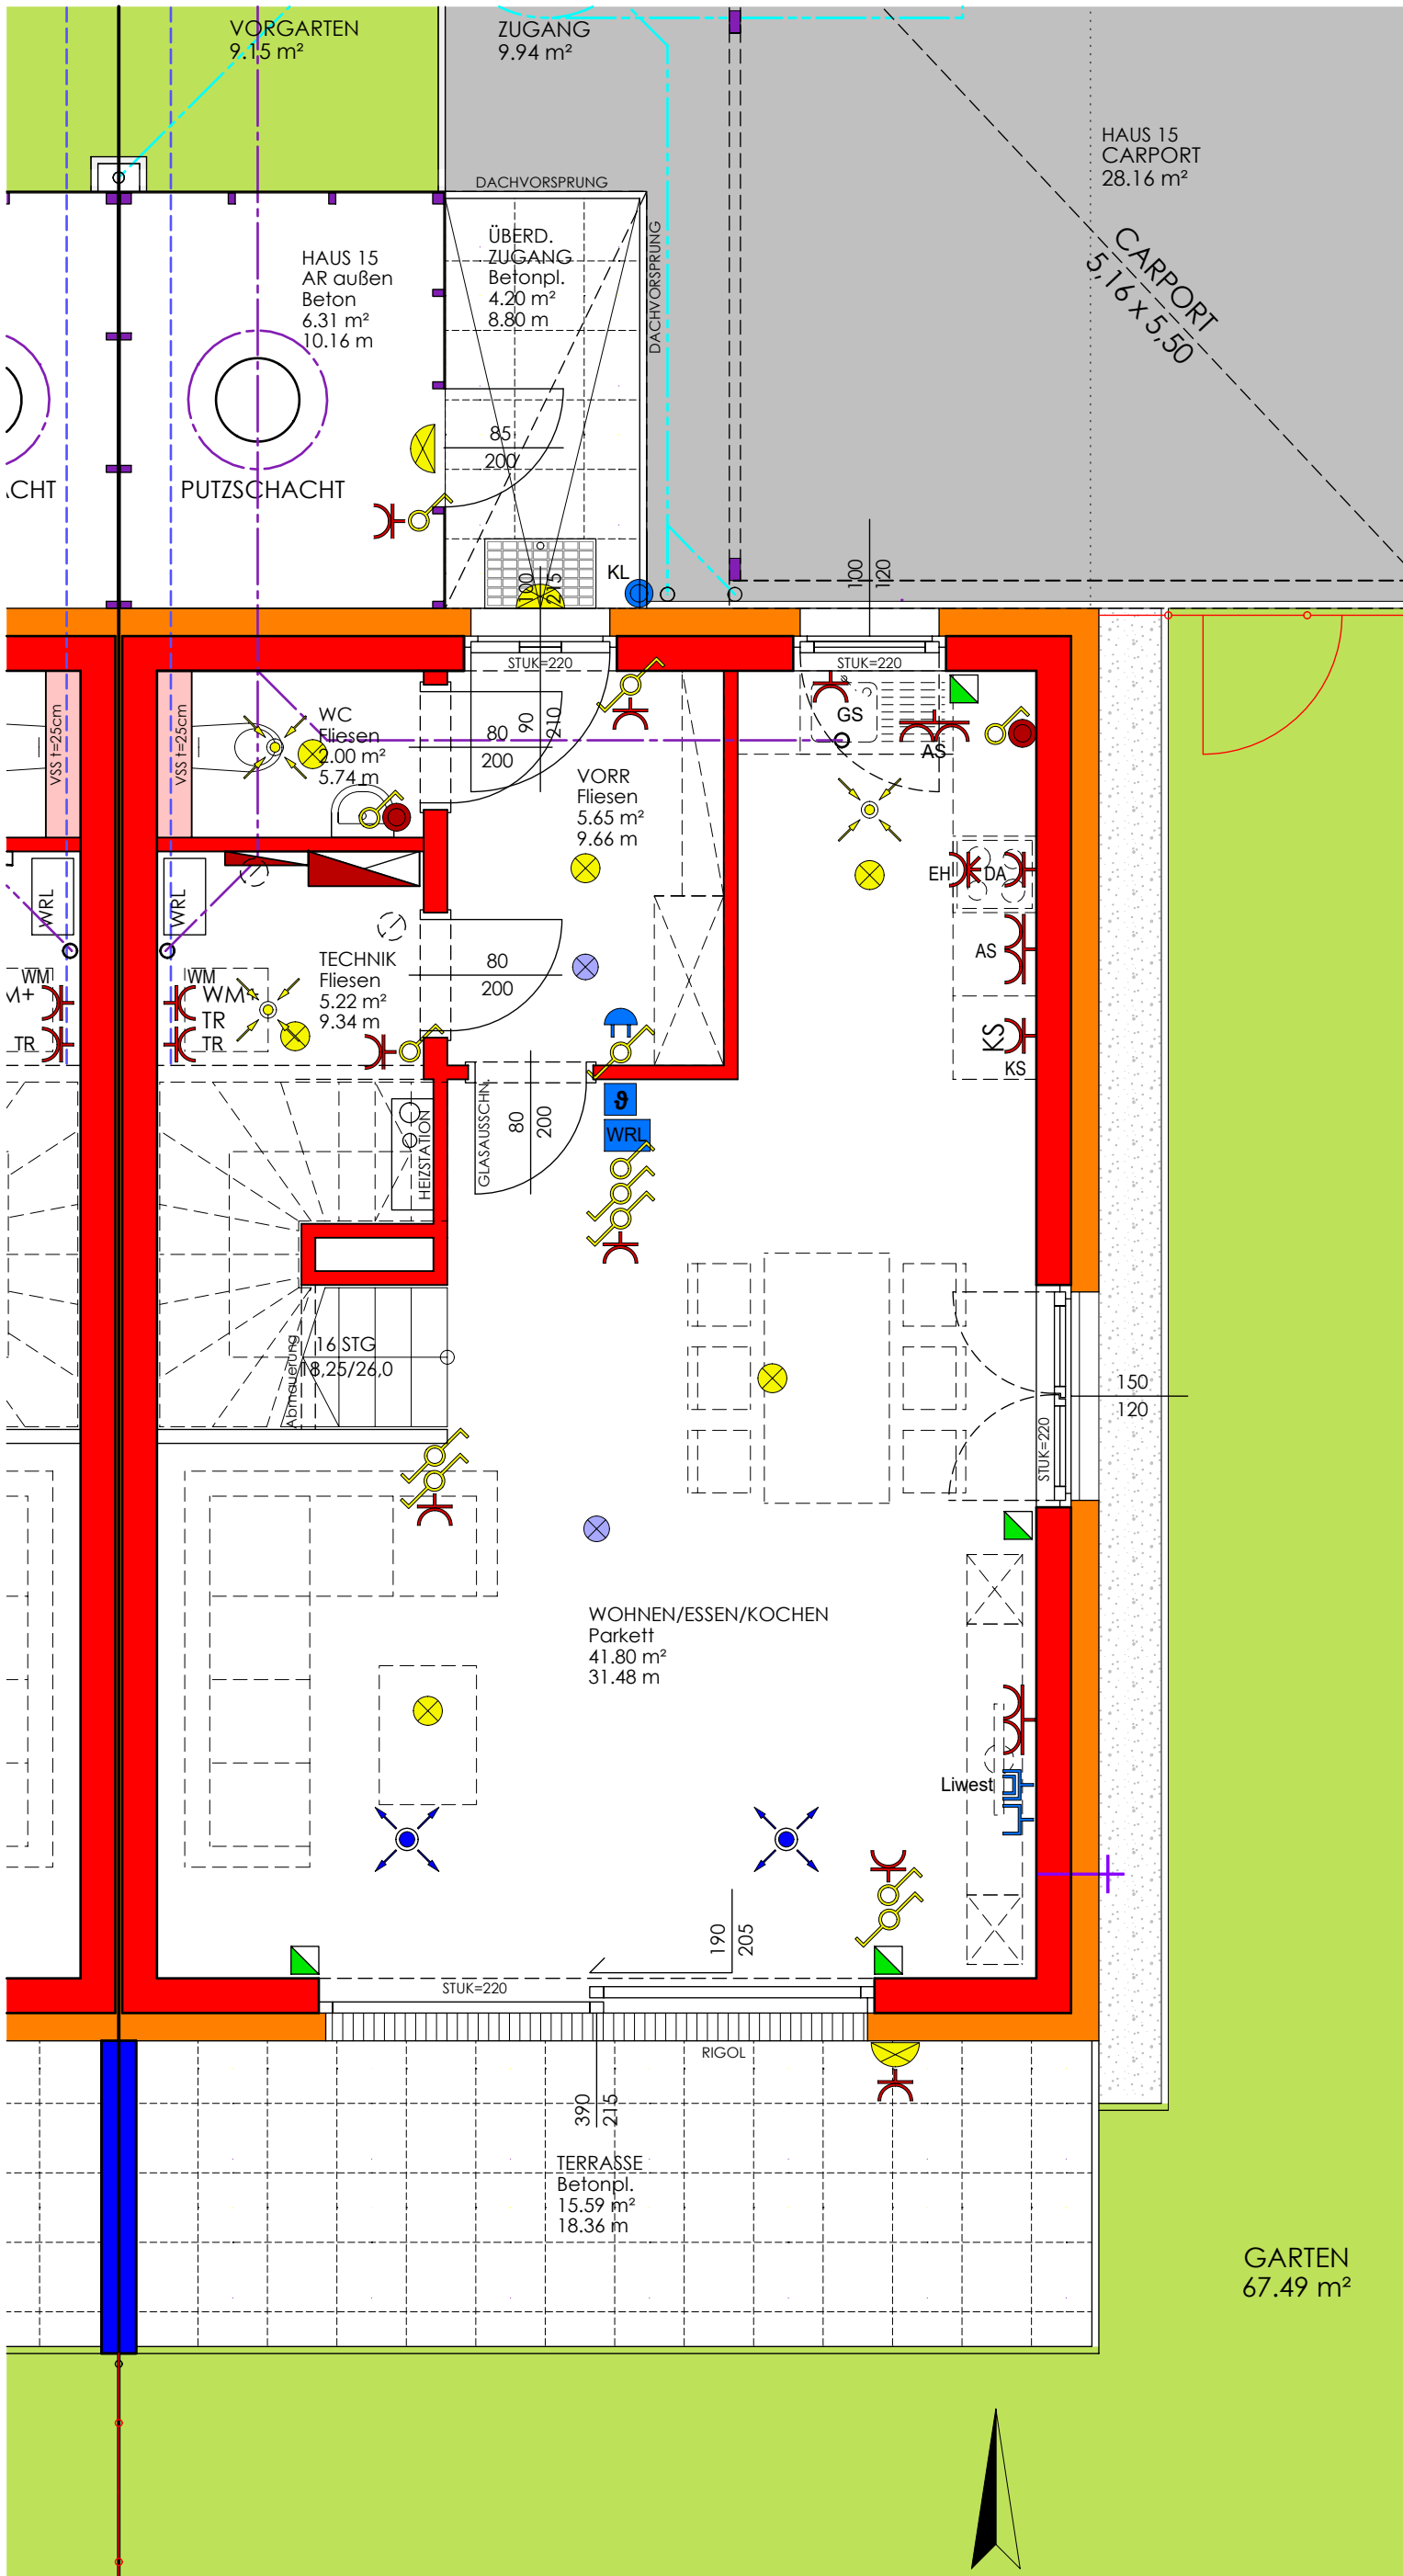 VORGARTEN
9.15 m²
ZUGANG
9.94 m²
HAUS 15
CARPORT
28.16 m²
DACHVORSPRUNG
DACHVORSPRUNG
CARPORT
5,16 x 5,50
HAUS 15
AR außen
Beton
6.31 m²
10.16 m
ÜBERD.
ZUGANG
Betonpl.
4.20 m²
8.80 m
85
200
ACHT
PUTZSCHACHT
KL
100
215
100
120
STUK=220
STUK=220
VSS t=25cm
VSS t=25cm
WC
Fliesen
2.00 m²
5.74 m
80
200
90
210
GS
AS
VORR
Fliesen
5.65 m²
9.66 m
EH
DA
WRL
WRL
AS
TECHNIK
Fliesen
5.22 m²
9.34 m
80
200
WM
M+
TR
WM
WM
TR
TR
KS
KS
GLASAUSSCHN.
80
200
ϑ
WRL
HEIZSTATION
Abmauerung
16 STG
18,25/26,0
150
120
STUK=220
WOHNEN/ESSEN/KOCHEN
Parkett
41.80 m²
31.48 m
Liwest
190
205
STUK=220
RIGOL
390
215
TERRASSE
Betonpl.
15.59 m²
18.36 m
GARTEN
67.49 m²